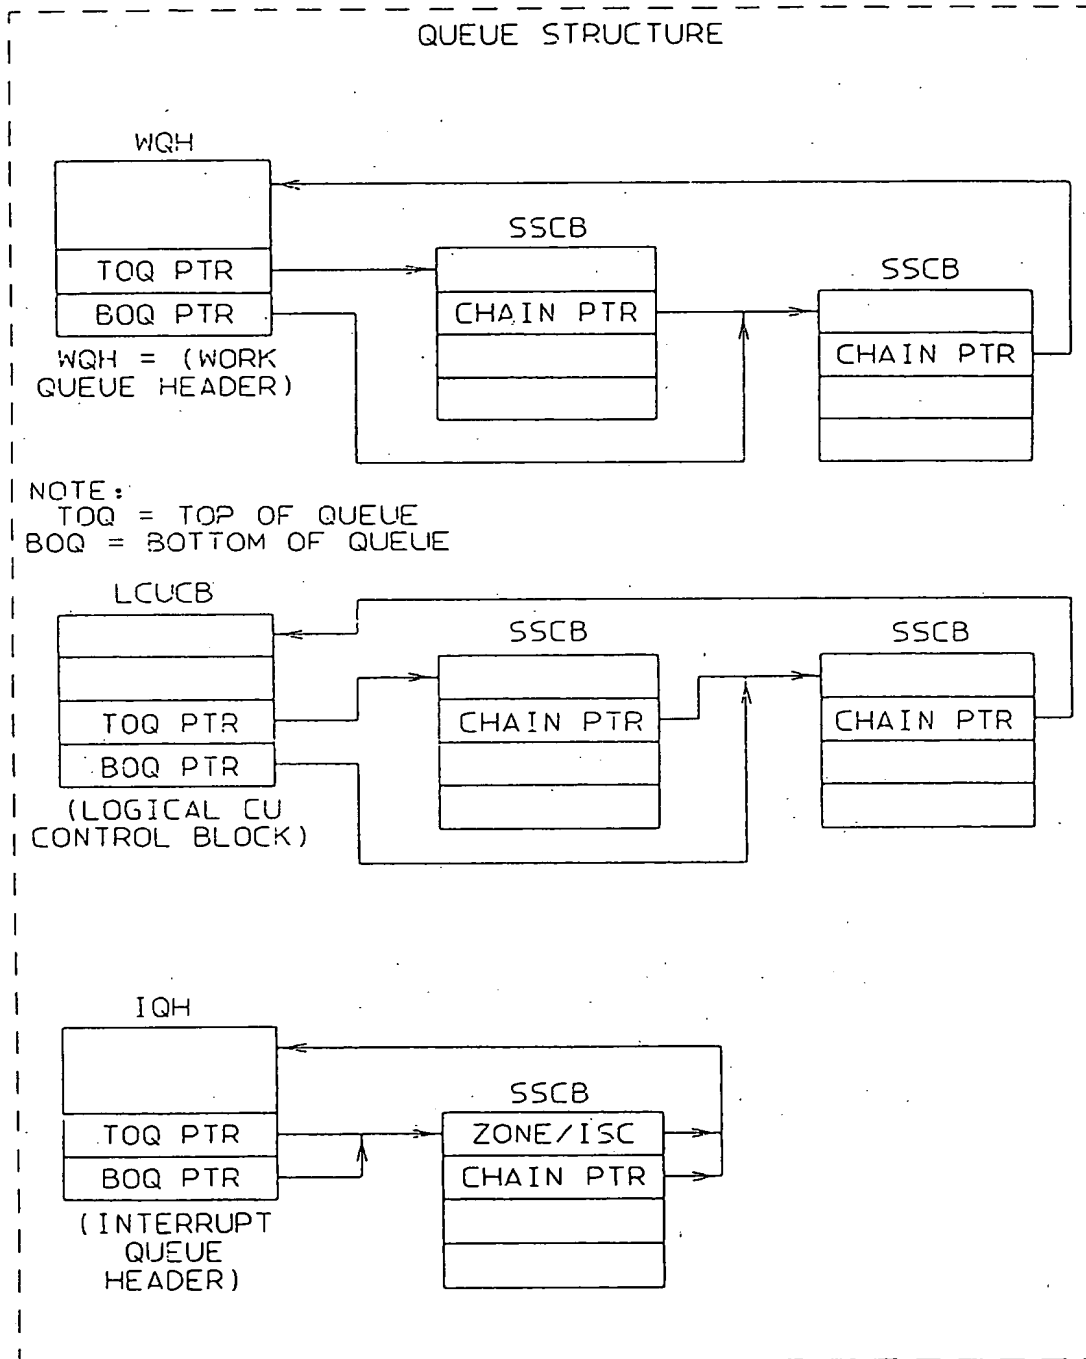 QUEUE STRUCTURE
WQH
SSCB
SSCB
TOQ PTR
BOQ PTR
CHAIN PTR
CHAIN PTR
WQH = (WORK
QUEUE HEADER)
NOTE:
TOQ = TOP OF QUEUE
BOQ = BOTTOM OF QUEUE
LCUCB
SSCB
SSCB
TOQ PTR
CHAIN PTR
CHAIN PTR
BOQ PTR
(LOGICAL CU
CONTROL BLOCK)
IQH
SSCB
TOQ PTR
ZONE/ISC
BOQ PTR
CHAIN PTR
(INTERRUPT
QUEUE
HEADER)